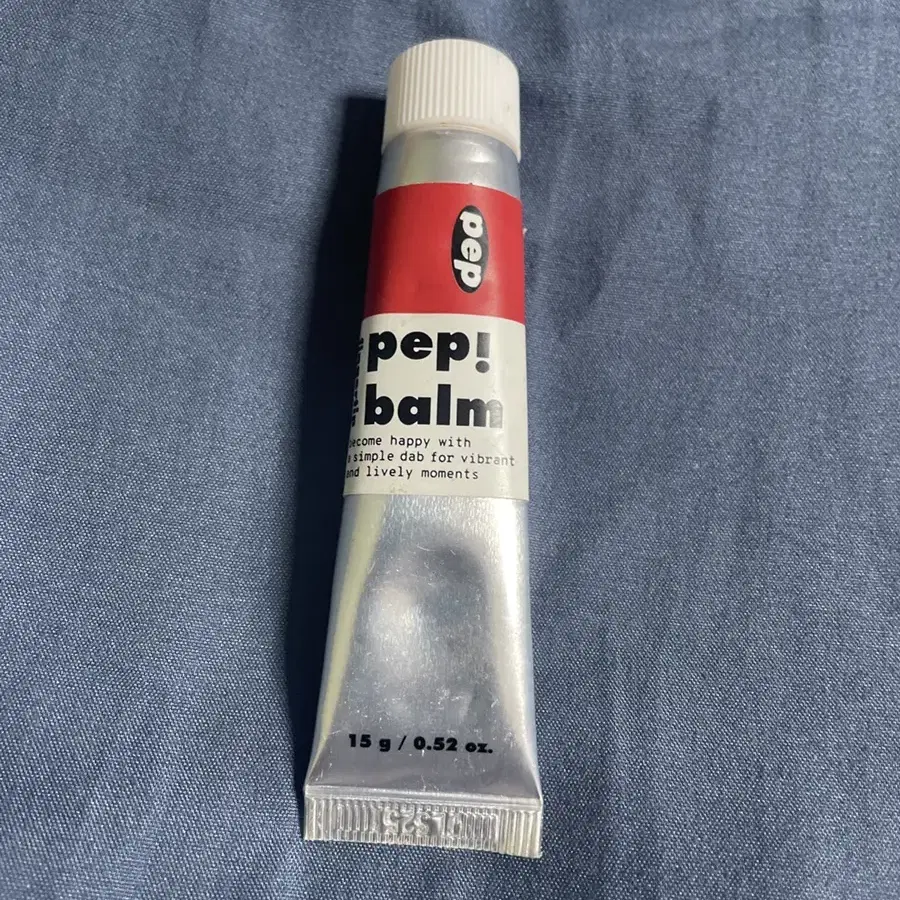 pep
pep!
balm
ecome happy with
simple dab for vibrant
nd lively moments
15 g / 0.52 oz.